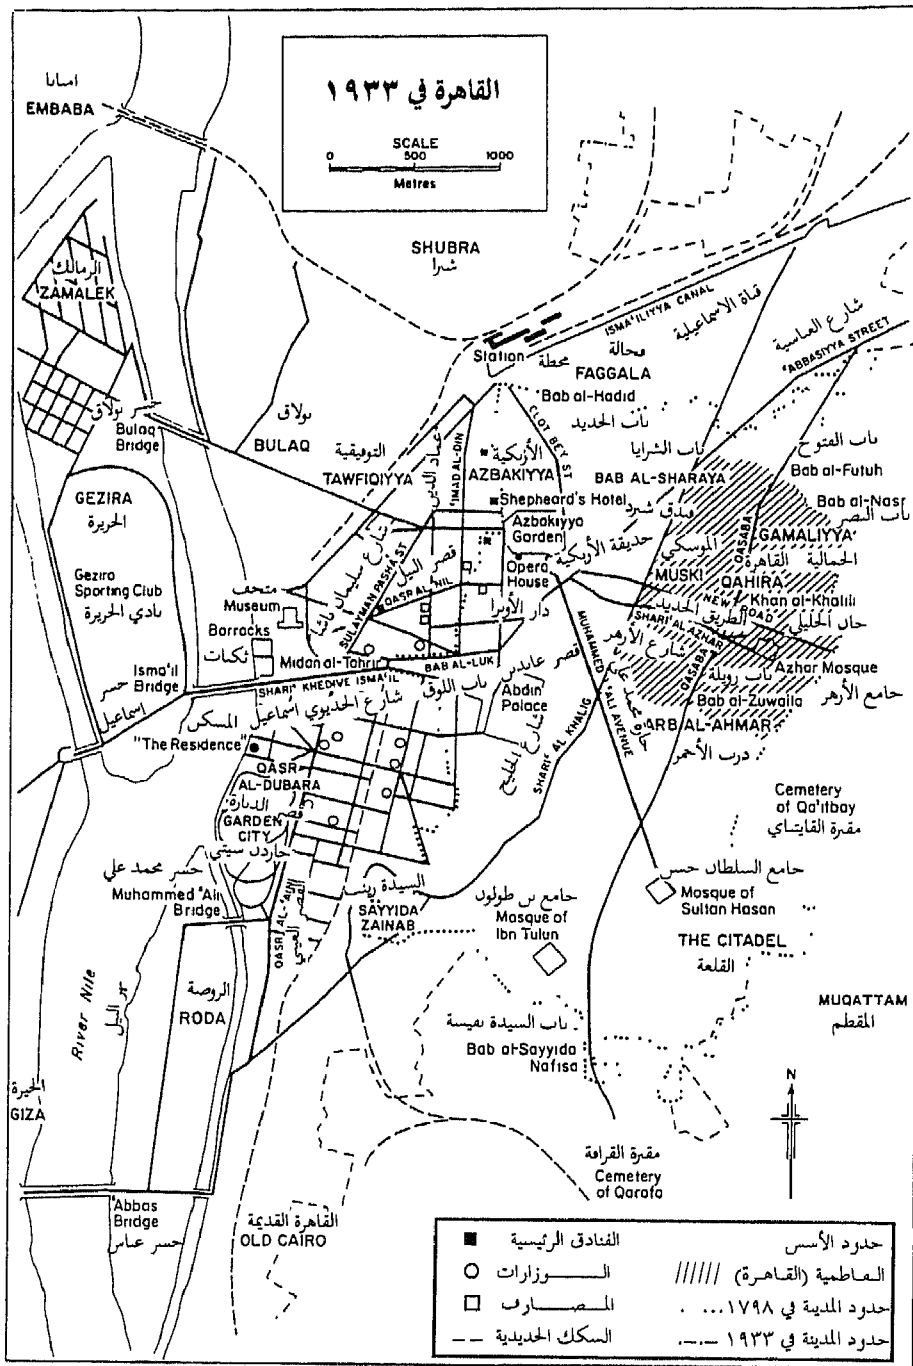 القاهرة في ١٩٣٣
SCALE
0 500 1000
Metres
امبابا
EMBABA
SHUBRA
شبرا
الزمالك
ZAMALEK
ISMA'ILIYYA CANAL
قناة الاسماعيلية
شارع العباسية
'ABBASIYYA STREET
Station
محطة
فجالة
FAGGALA
Bab al-Hadid
باب الحديد
CLOT BEY ST
جسر بولاق
Bulaq
Bridge
بولاق
BULAQ
التوفيقية
TAWFIQIYYA
عماد الدين
'IMAD AL-DIN
الأزبكية
AZBAKIYYA
Shepheard's Hotel
فندق شبرد
باب الشرايا
BAB AL-SHARAYA
باب الفتوح
Bab al-Futuh
Bab al-Nasr
باب النصر
GEZIRA
الجزيرة
Azbakiyya
Garden
حديقة الأزبكية
Opera
House
دار الأوبرا
الموسكي
MUSKI
GAMALIYYA
الجمالية
القاهرة
QAHIRA
QASABA
Khan al-Khalili
خان الخليلي
NEW ROAD
الطريق الجديد
SHARI' AL AZHAR
شارع الأزهر
QASABA
Azhar Mosque
جامع الأزهر
باب زويلة
Bab al-Zuwaila
DARB AL-AHMAR
درب الأحمر
Gezira
Sporting Club
نادي الجزيرة
متحف
Museum
شارع سليمان باشا
SULAYMAN PASHA ST
قصر النيل
QASR AL-NIL
Barracks
ثكنات
Midan al-Tahrir
BAB AL-LUK
باب اللوق
Isma'il
Bridge
جسر
اسماعيل
SHARI' KHEDIVE ISMA'IL
شارع الخديوي اسماعيل
المسكن
"The Residence"
قصر عابدين
Abdin
Palace
شارع الخليج
SHARI' AL KHALIG
MUHAMMED 'ALI AVENUE
جادة محمد علي
QASR
AL-DUBARA
قصر الدبارة
GARDEN
CITY
جاردن سيتي
Cemetery
of Qa'itbay
مقبرة القايتباي
جسر محمد علي
Muhammed 'Ali
Bridge
QASR AL-'AINI
القصر العيني
السيدة زينب
SAYYIDA
ZAINAB
جامع بن طولون
Mosque of
Ibn Tulun
جامع السلطان حسن
Mosque of
Sultan Hasan
THE CITADEL
القلعة
MUQATTAM
المقطم
River Nile
نهر النيل
الروضة
RODA
باب السيدة نفيسة
Bab al-Sayyida
Nafisa
الجيزة
GIZA
N
مقبرة القرافة
Cemetery
of Qarafa
'Abbas
Bridge
جسر عباس
القاهرة القديمة
OLD CAIRO
حدود الأسس
الفاطمية (القاهرة)
حدود المدينة في ١٧٩٨
حدود المدينة في ١٩٣٣
الفنادق الرئيسية
الـوزارات
المصارف
السكك الحديدية